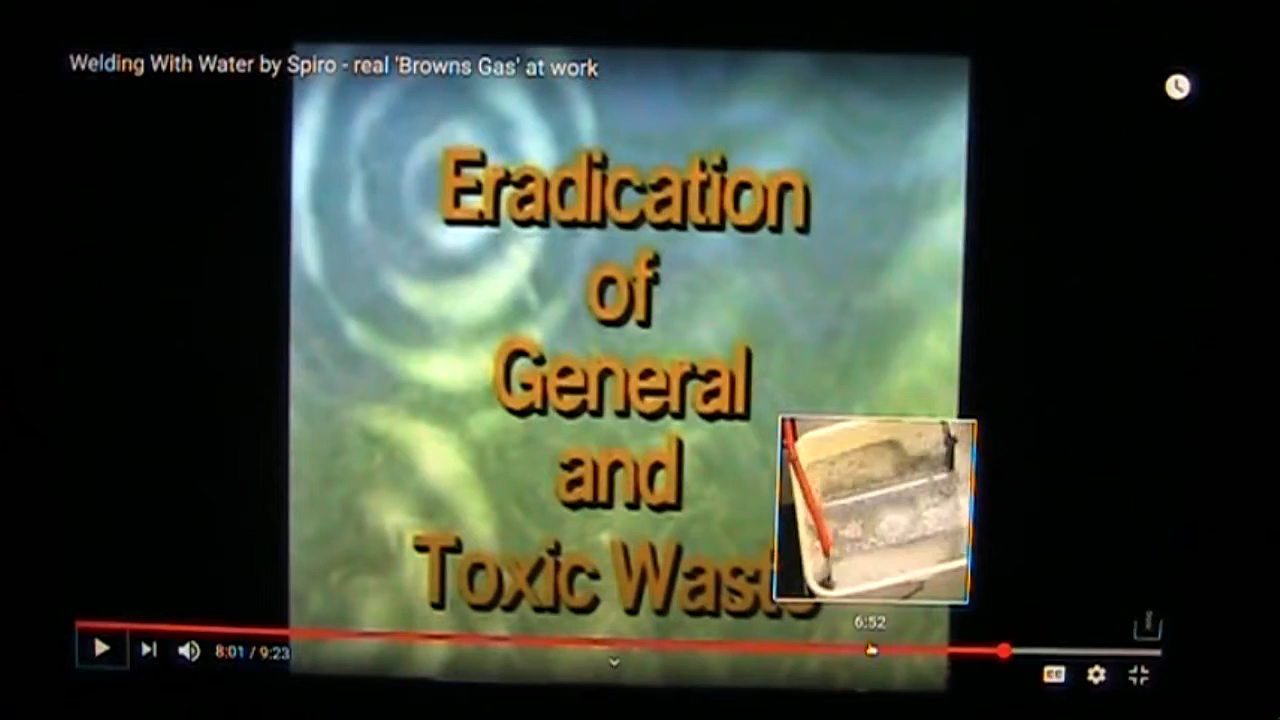 Welding With Water by Spiro - real 'Browns Gas' at work
Eradication
of
General
and
Toxic Waste
6:52
8:01 / 9:23
CC